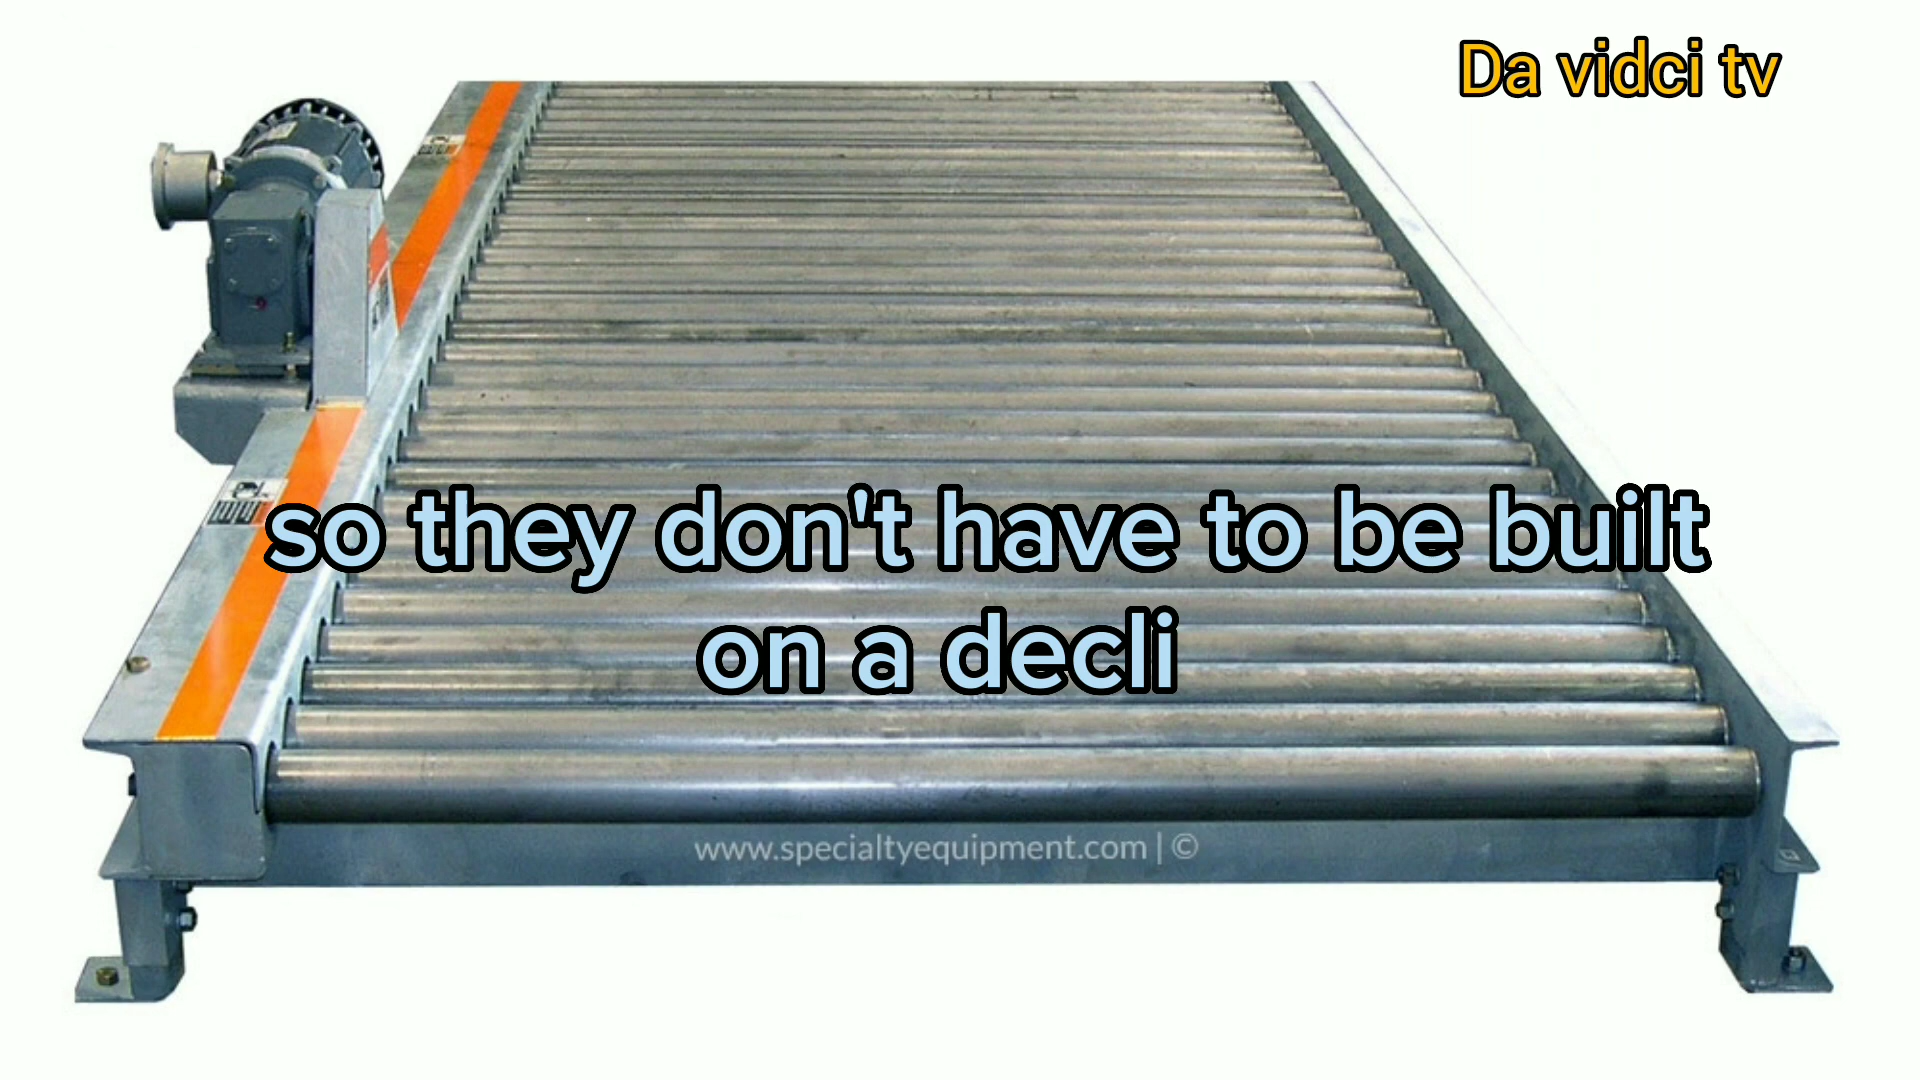 Da vidci tv
so they don't have to be built
on a decli
www.specialtyequipment.com | ©